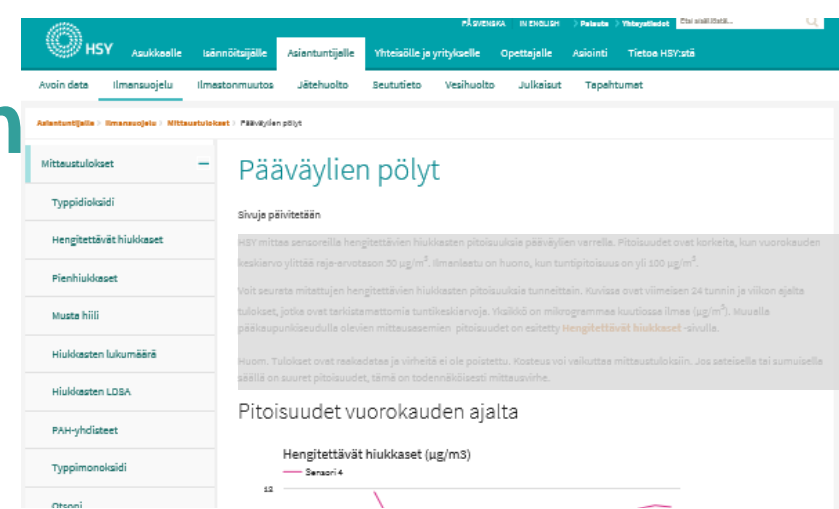 PÅ SVENSKA IN ENGLISH Palaute Yhteystiedot Etsi sisällöstä...
HSY Asukkaalle Isännöitsijälle Asiantuntijalle Yhteisölle ja yritykselle Opettajalle Asiointi Tietoa HSY:stä
Avoin data Ilmansuojelu Ilmastonmuutos Jätehuolto Seututieto Vesihuolto Julkaisut Tapahtumat
n
Asiantuntijalle > Ilmansuojelu > Mittaustulokset > Pääväylien pölyt
Mittaustulokset
Typpidioksidi
Hengitettävät hiukkaset
Pienhiukkaset
Musta hiili
Hiukkasten lukumäärä
Hiukkasten LDSA
PAH-yhdisteet
Typpimonoksidi
Otsoni
Pääväylien pölyt
Sivuja päivitetään
HSY mittaa sensoreilla hengitettävien hiukkasten pitoisuuksia pääväylien varrella. Pitoisuudet ovat korkeita, kun vuorokauden
keskiarvo ylittää raja-arvotason 50 µg/m³. Ilmanlaatu on huono, kun tuntipitoisuus on yli 100 µg/m³.
Voit seurata mitattujen hengitettävien hiukkasten pitoisuuksia tunneittain. Kuvissa ovat viimeisen 24 tunnin ja viikon ajalta
tulokset, jotka ovat tarkistamattomia tuntikeskiarvoja. Yksikkö on mikrogrammaa kuutiossa ilmaa (µg/m³). Muualla
pääkaupunkiseudulla olevien mittausasemien pitoisuudet on esitetty Hengitettävät hiukkaset -sivulla.
Huom. Tulokset ovat raakadataa ja virheitä ei ole poistettu. Kosteus voi vaikuttaa mittaustuloksiin. Jos sateisella tai sumuisella
säällä on suuret pitoisuudet, tämä on todennäköisesti mittausvirhe.
Pitoisuudet vuorokauden ajalta
Hengitettävät hiukkaset (µg/m3)
Sensori 4
12